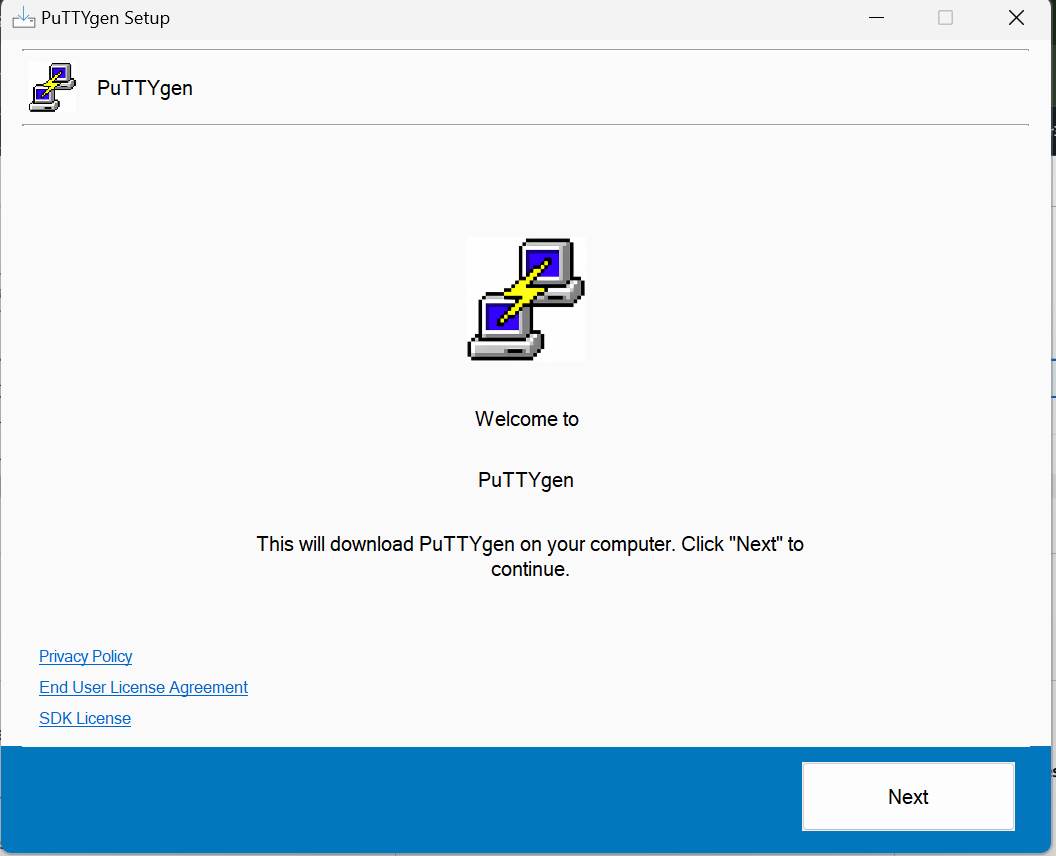 PuTTYgen Setup
PuTTYgen
Welcome to
PuTTYgen
This will download PuTTYgen on your computer. Click "Next" to
continue.
Privacy Policy
End User License Agreement
SDK License
Next